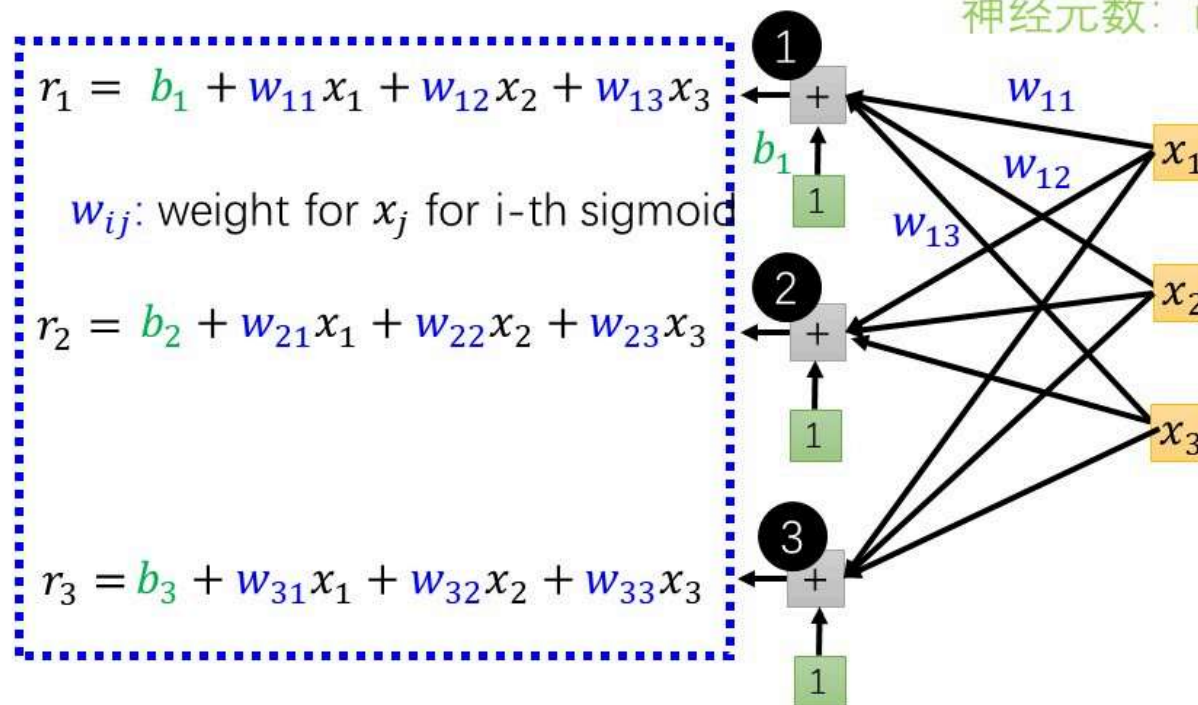 神经元数:
1
r₁ = b₁ + w₁₁x₁ + w₁₂x₂ + w₁₃x₃
+
w₁₁
b₁
x₁
w₁₂
wᵢⱼ: weight for xⱼ for i-th sigmoid
1
w₁₃
2
x₂
r₂ = b₂ + w₂₁x₁ + w₂₂x₂ + w₂₃x₃
+
1
x₃
3
r₃ = b₃ + w₃₁x₁ + w₃₂x₂ + w₃₃x₃
+
1